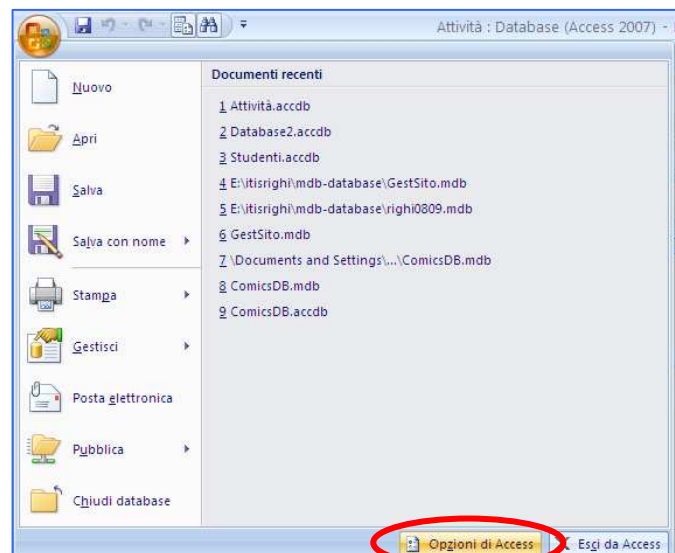 Attività : Database (Access 2007) -
Nuovo
Apri
Salva
Salva con nome
Stampa
Gestisci
Posta elettronica
Pubblica
Chiudi database
Documenti recenti
1 Attività.accdb
2 Database2.accdb
3 Studenti.accdb
4 E:\itisrighi\mdb-database\GestSito.mdb
5 E:\itisrighi\mdb-database\righi0809.mdb
6 GestSito.mdb
7 \Documents and Settings\...\ComicsDB.mdb
8 ComicsDB.mdb
9 ComicsDB.accdb
Opzioni di Access
Esci da Access